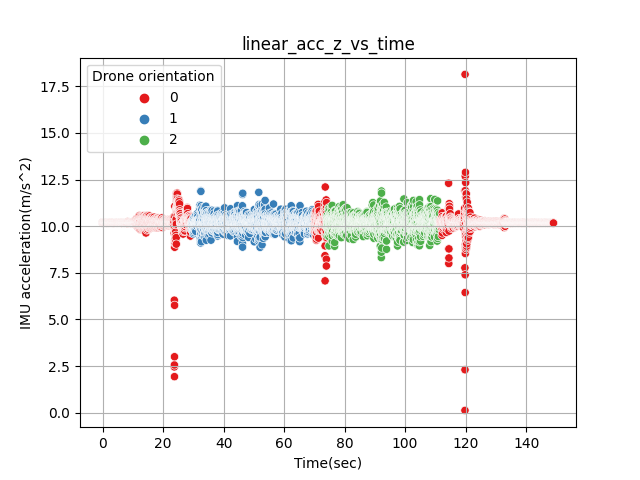 linear_acc_z_vs_time
Drone orientation
0
1
2
17.5
15.0
12.5
10.0
7.5
5.0
2.5
0.0
IMU acceleration(m/s^2)
0 20 40 60 80 100 120 140
Time(sec)